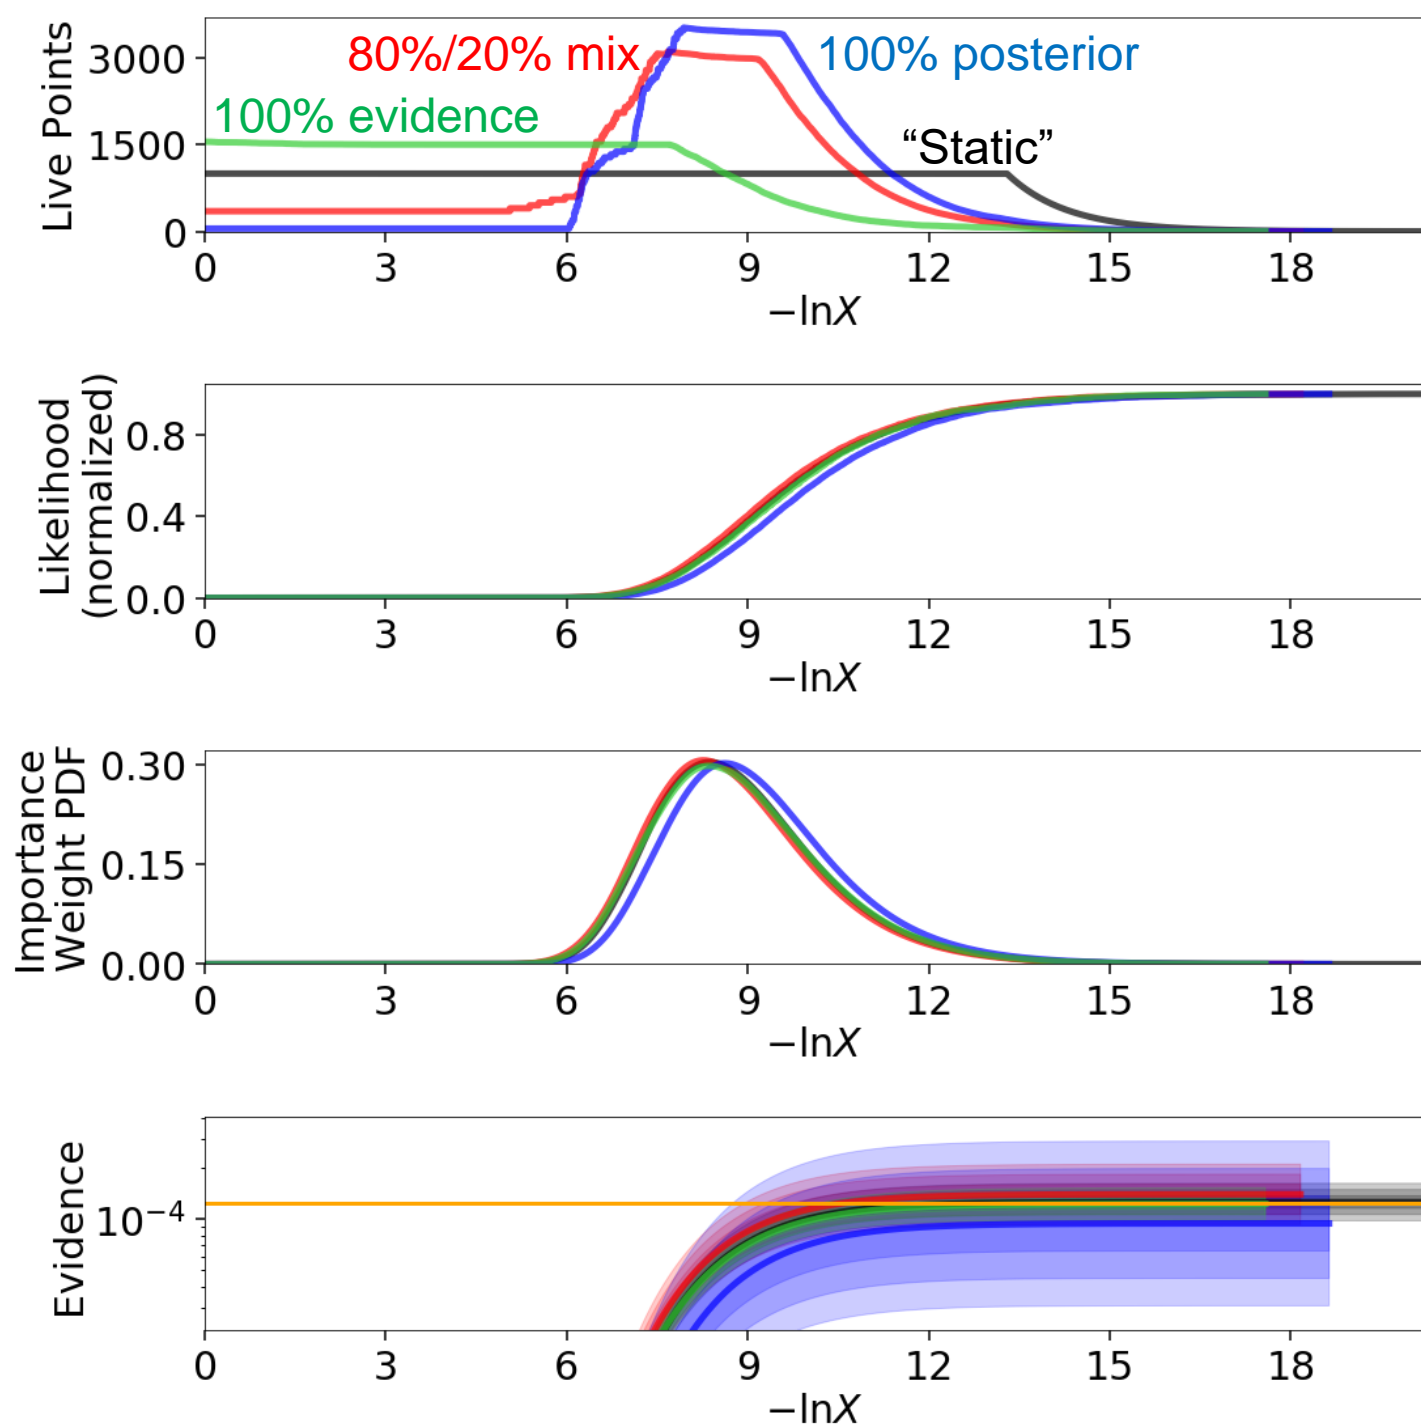 Live Points
3000
1500
0
80%/20% mix
100% posterior
100% evidence
“Static”
0 3 6 9 12 15 18
−lnX
Likelihood
(normalized)
0.8
0.4
0.0
0 3 6 9 12 15 18
−lnX
Importance
Weight PDF
0.30
0.15
0.00
0 3 6 9 12 15 18
−lnX
Evidence
10⁻⁴
0 3 6 9 12 15 18
−lnX